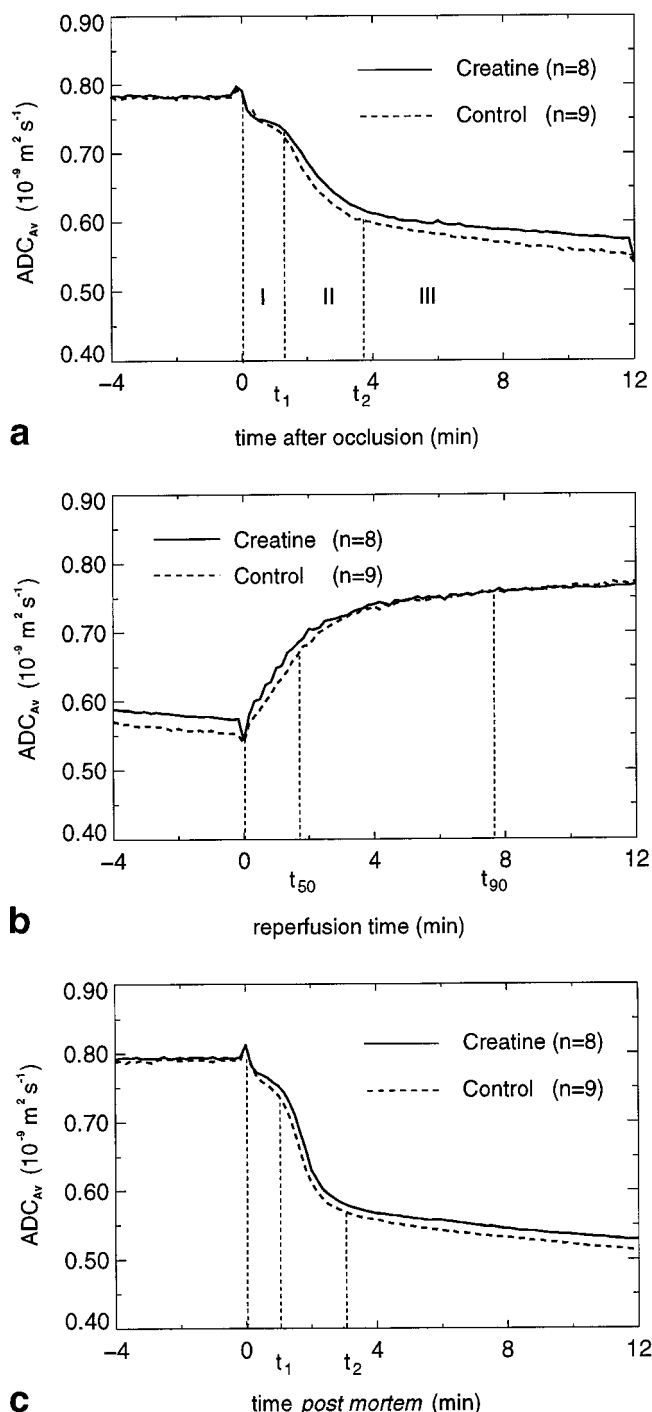 0.90
Creatine (n=8)
0.80
Control (n=9)
0.70
0.60
0.50
I II III
0.40
ADC_Av (10⁻⁹ m² s⁻¹)
−4 0 4 8 12
t₁ t₂
a time after occlusion (min)
0.90
Creatine (n=8)
Control (n=9)
0.80
0.70
0.60
0.50
0.40
ADC_Av (10⁻⁹ m² s⁻¹)
−4 0 4 8 12
t₅₀ t₉₀
b reperfusion time (min)
0.90
Creatine (n=8)
0.80
Control (n=9)
0.70
0.60
0.50
0.40
ADC_Av (10⁻⁹ m² s⁻¹)
−4 0 4 8 12
t₁ t₂
c time post mortem (min)